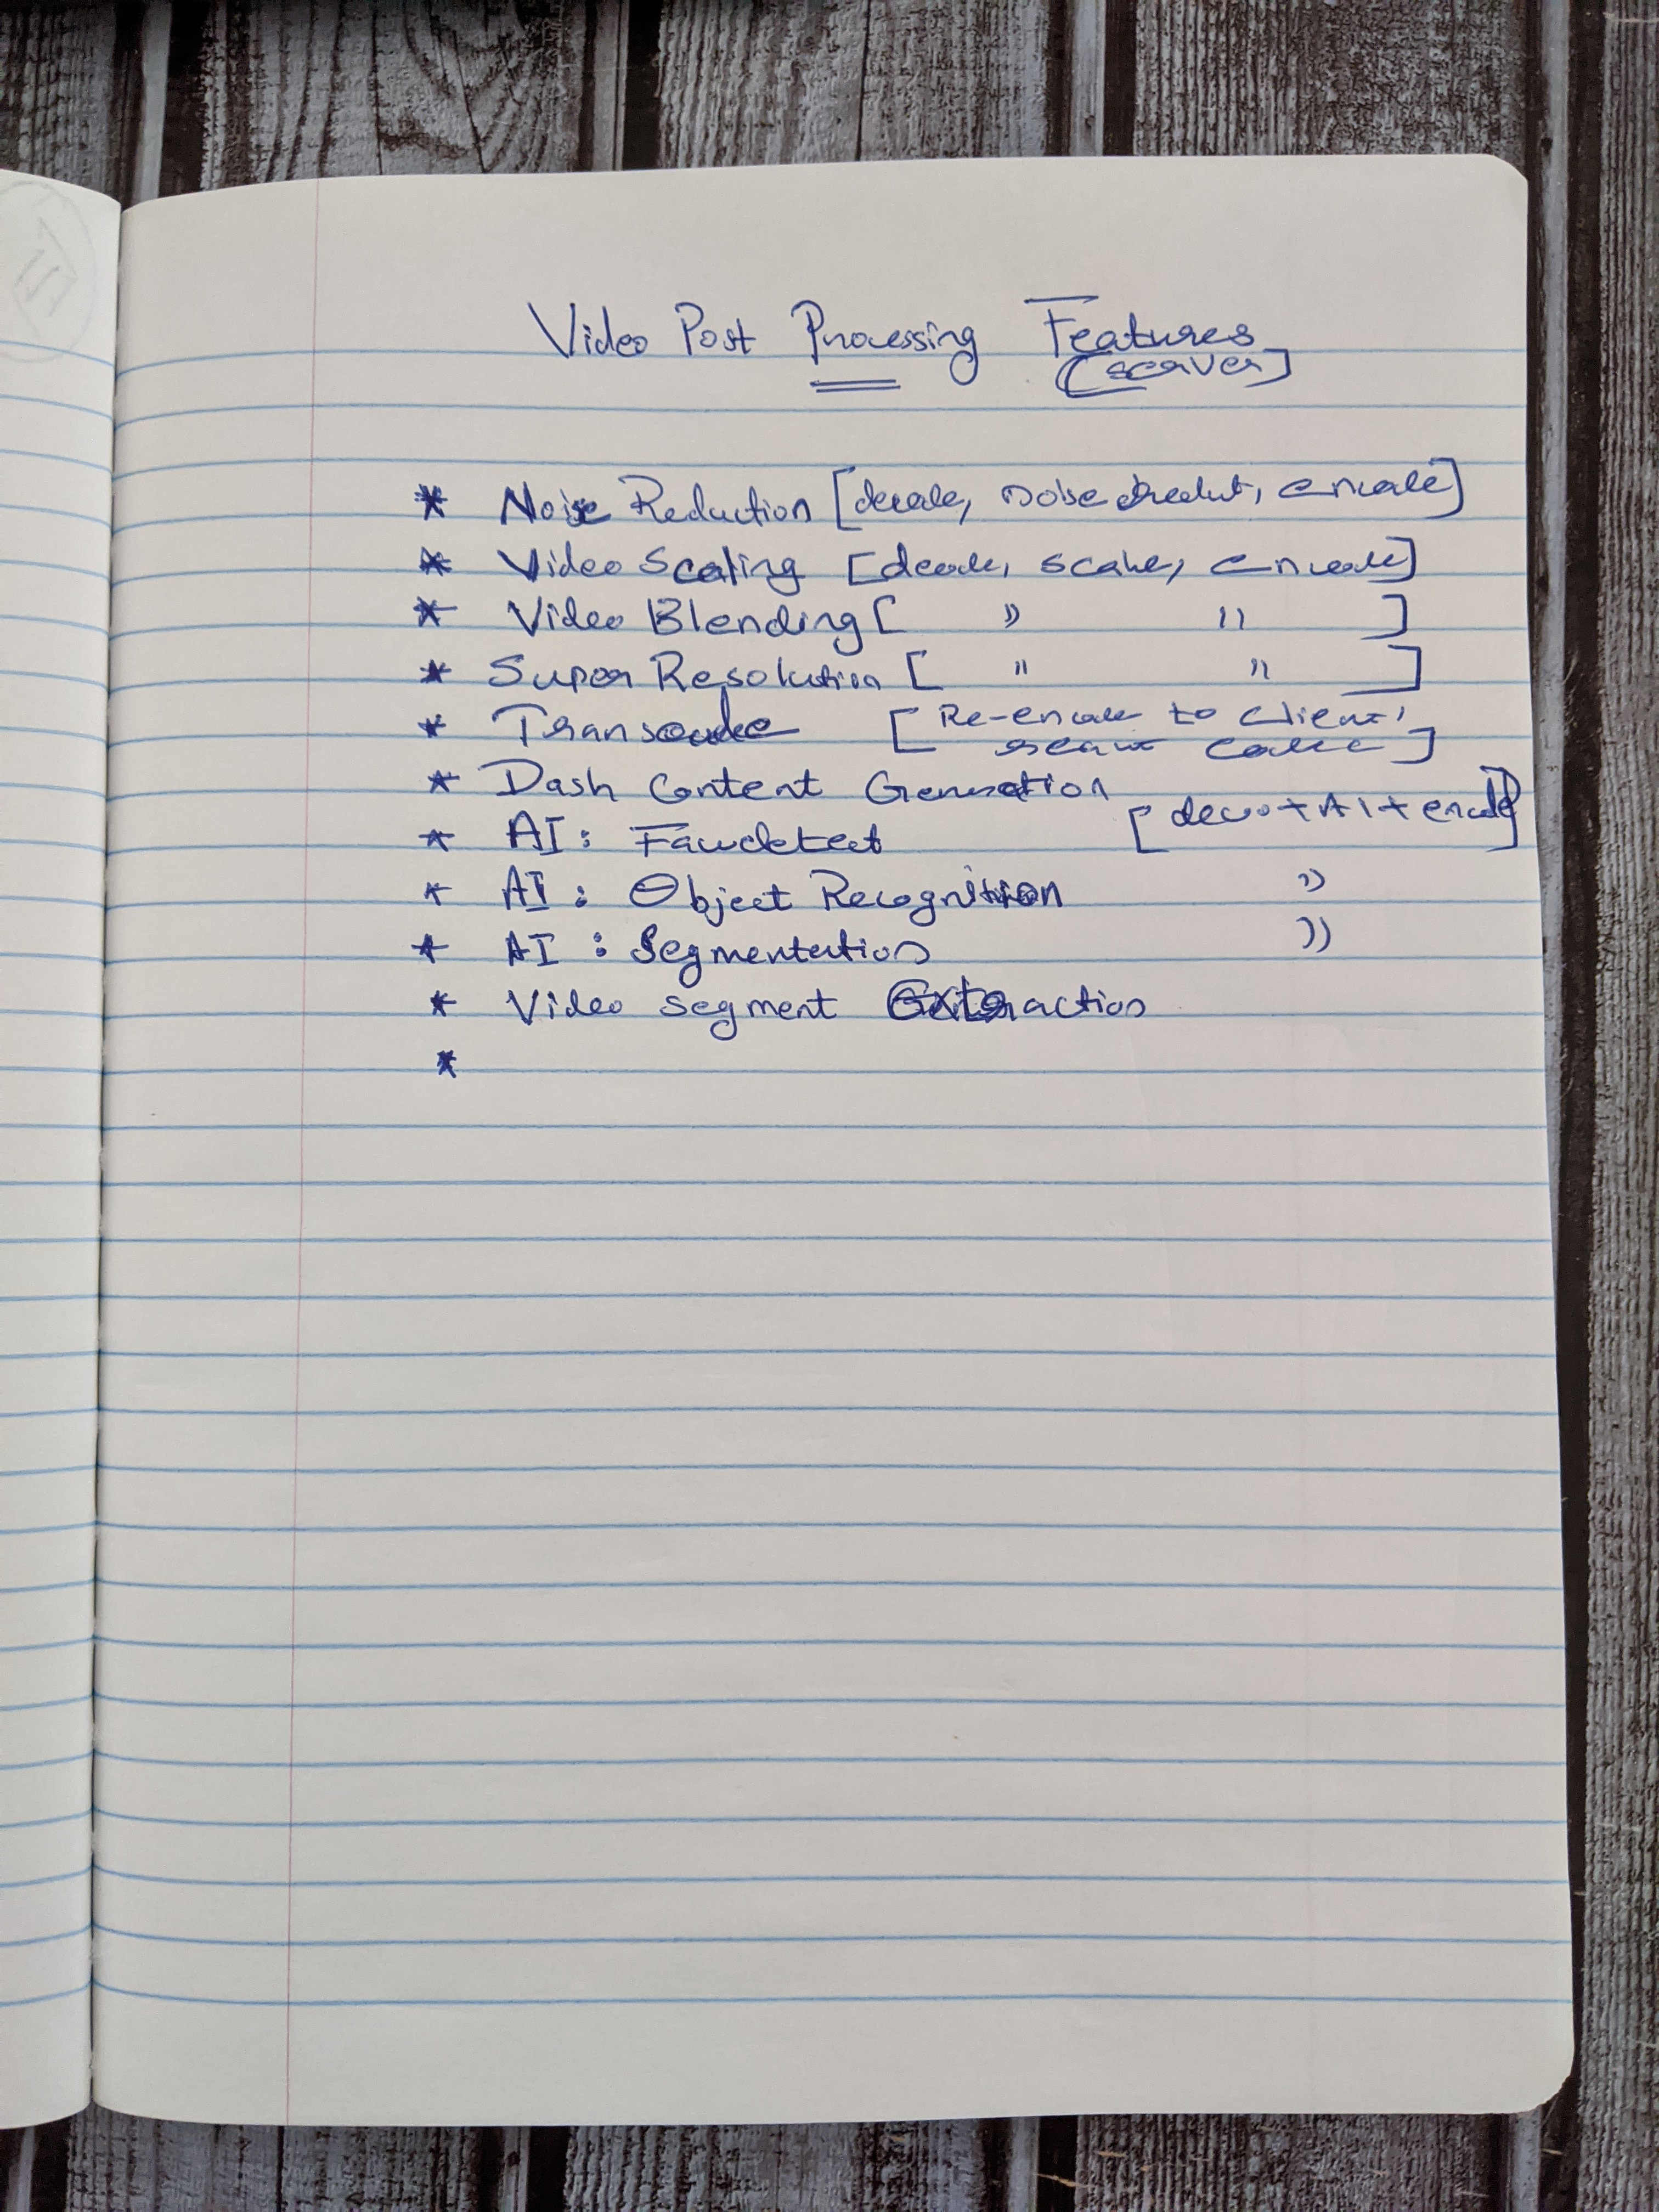 Video Post Processing Features
[server]
* Noise Reduction [decode, noise reduct, encode]
* Video Scaling [decode, scale, encode]
* Video Blending [ " " ]
* Super Resolution [ " " ]
* Transcode [Re-encode to client
codec]
* Dash Content Generation
* AI: Facedetect [deco + AI + encode]
* AI: Object Recognition "
* AI: Segmentation "
* Video segment Extraction
*